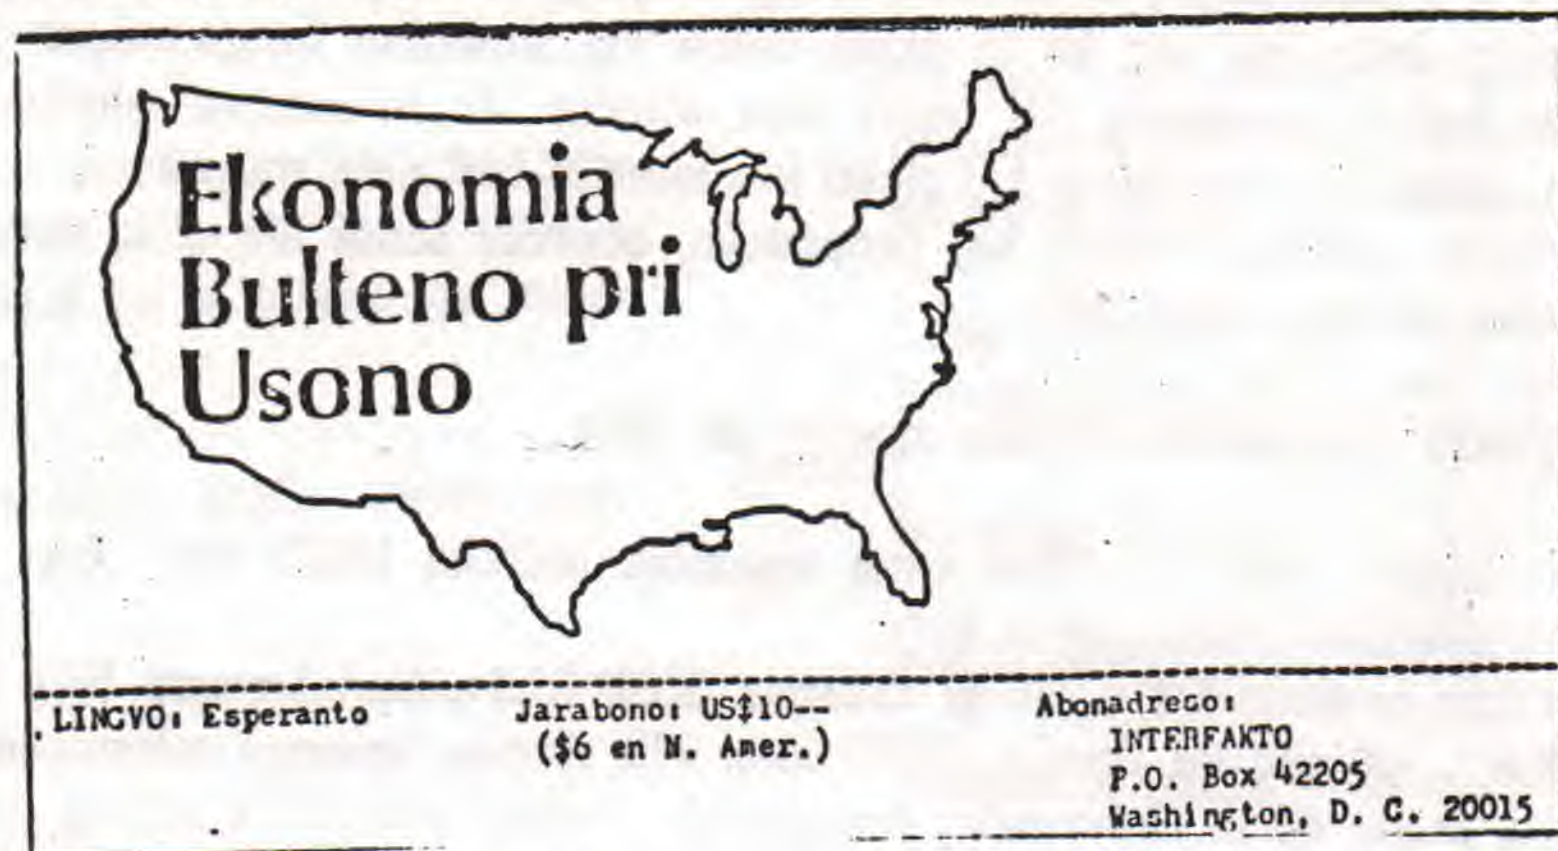 Ekonomia
Bulteno pri
Usono
LINGVO: Esperanto
Jarabono: US$10--
($6 en N. Amer.)
Abonadreso:
INTERFAKTO
P.O. Box 42205
Washington, D. C. 20015